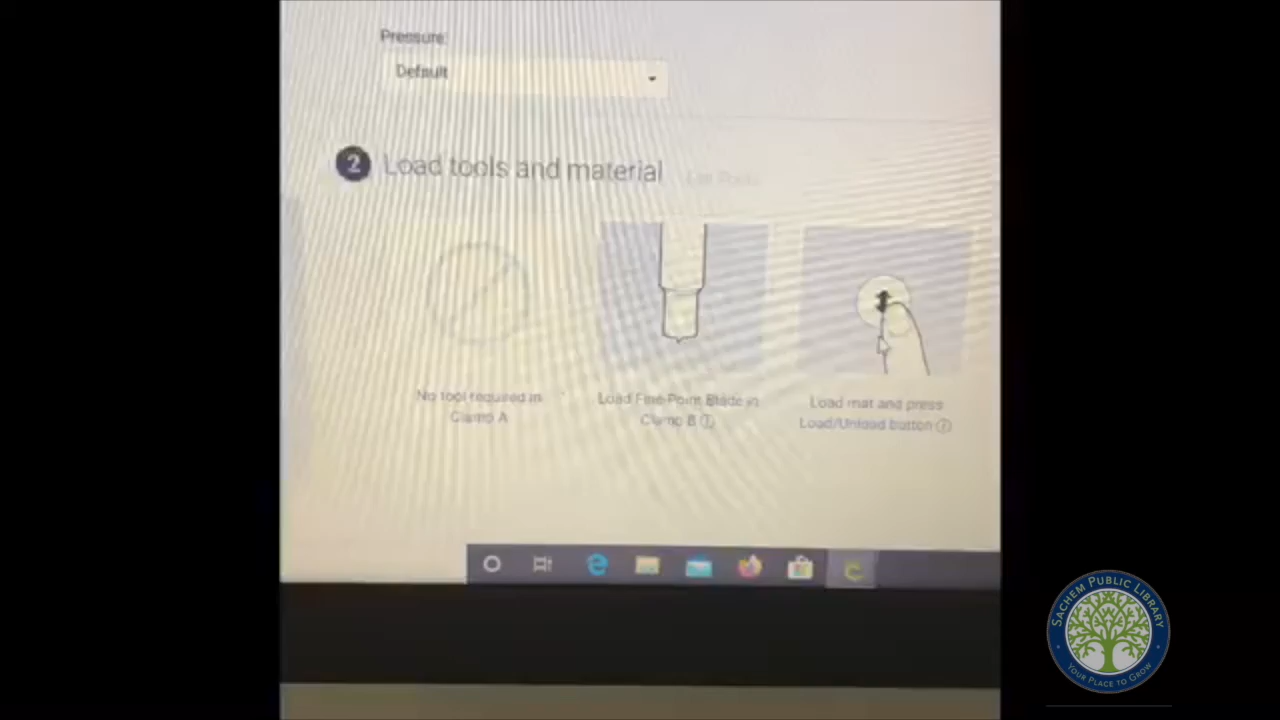 Pressure:
Default
2 Load tools and material
No tool required in
Clamp A
Load Fine-Point Blade in
Clamp B
Load mat and press
Load/Unload button
SACHEM PUBLIC LIBRARY
YOUR PLACE TO GROW